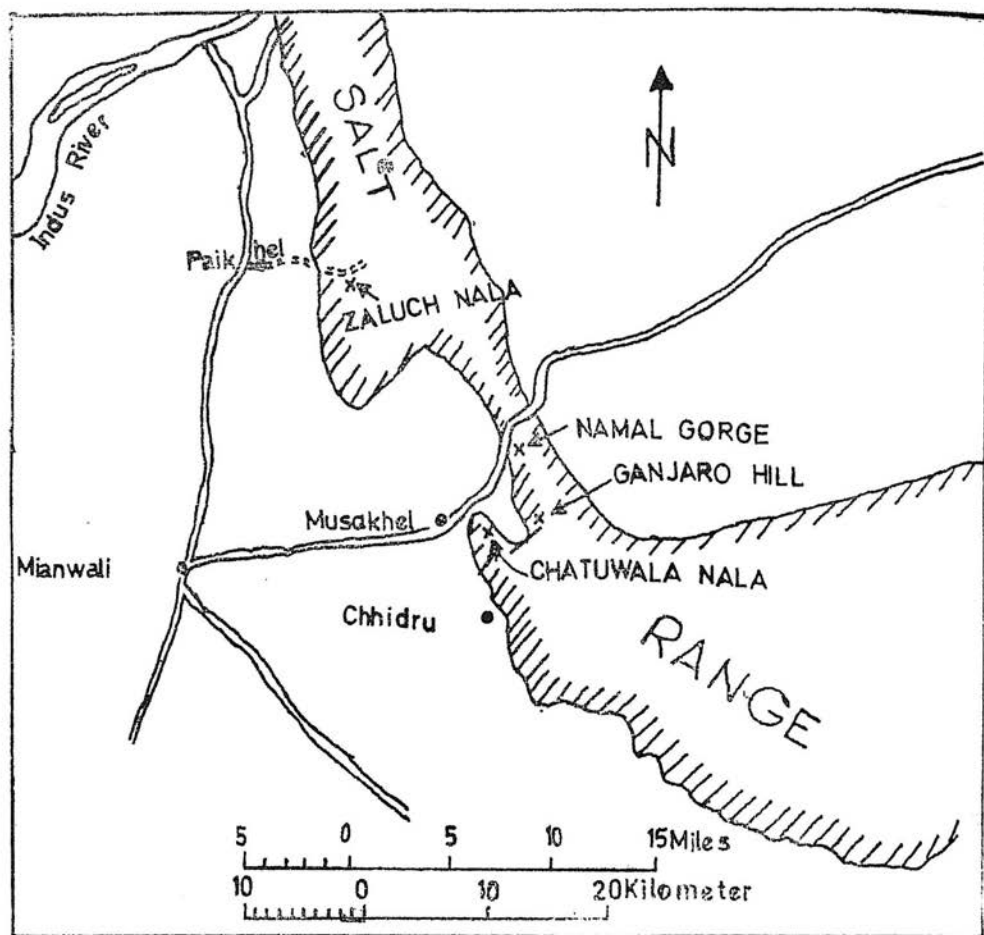 SALT
N
Indus River
Paikhel
ZALUCH NALA
NAMAL GORGE
GANJARO HILL
Musakhel
Mianwali
CHATUWALA NALA
Chhidru
RANGE
5 0 5 10 15 Miles
10 0 10 20 Kilometer